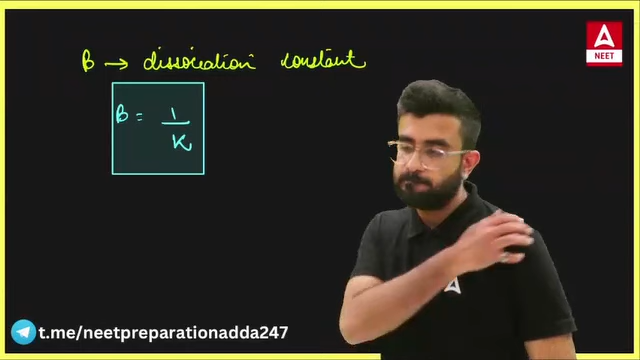 B → dissociation constant
B = 1/K
A
NEET
A
t.me/neetpreparationadda247